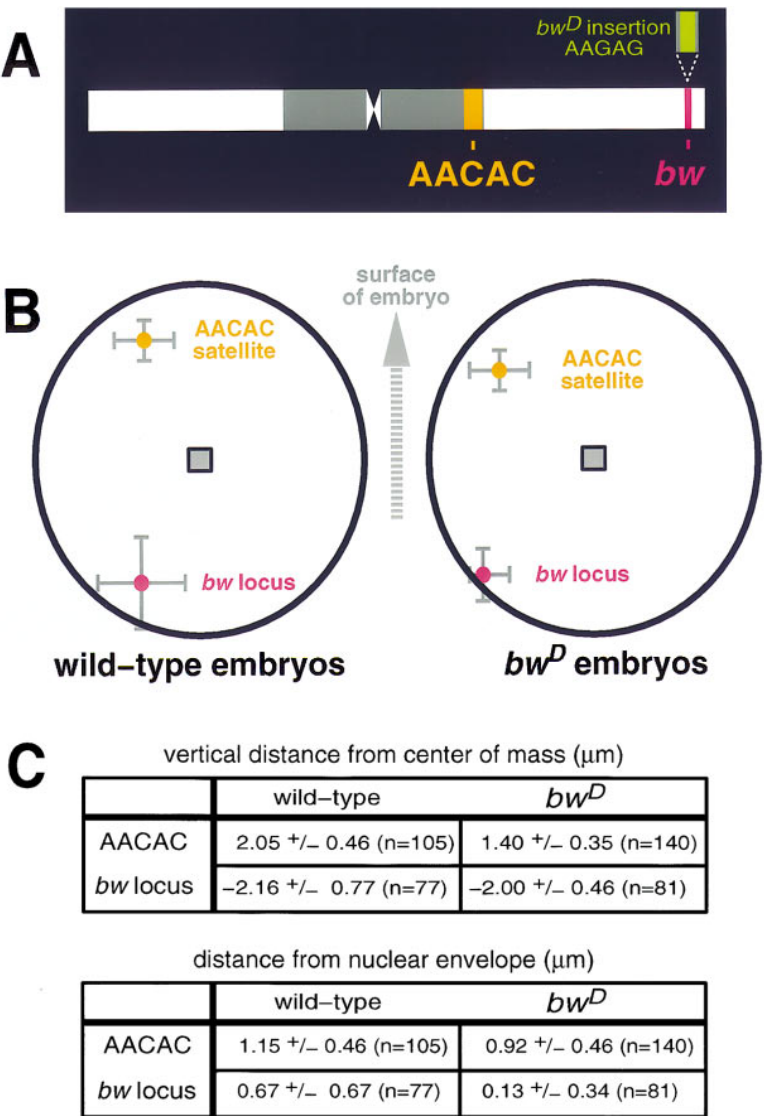 A
bwD insertion
AAGAG
AACAC
bw
B
surface
of embryo
AACAC
satellite
bw locus
wild–type embryos
AACAC
satellite
bw locus
bwD embryos
C
vertical distance from center of mass (μm)
wild–type bwD
AACAC 2.05 +/– 0.46 (n=105) 1.40 +/– 0.35 (n=140)
bw locus –2.16 +/– 0.77 (n=77) –2.00 +/– 0.46 (n=81)
distance from nuclear envelope (μm)
wild–type bwD
AACAC 1.15 +/– 0.46 (n=105) 0.92 +/– 0.46 (n=140)
bw locus 0.67 +/– 0.67 (n=77) 0.13 +/– 0.34 (n=81)